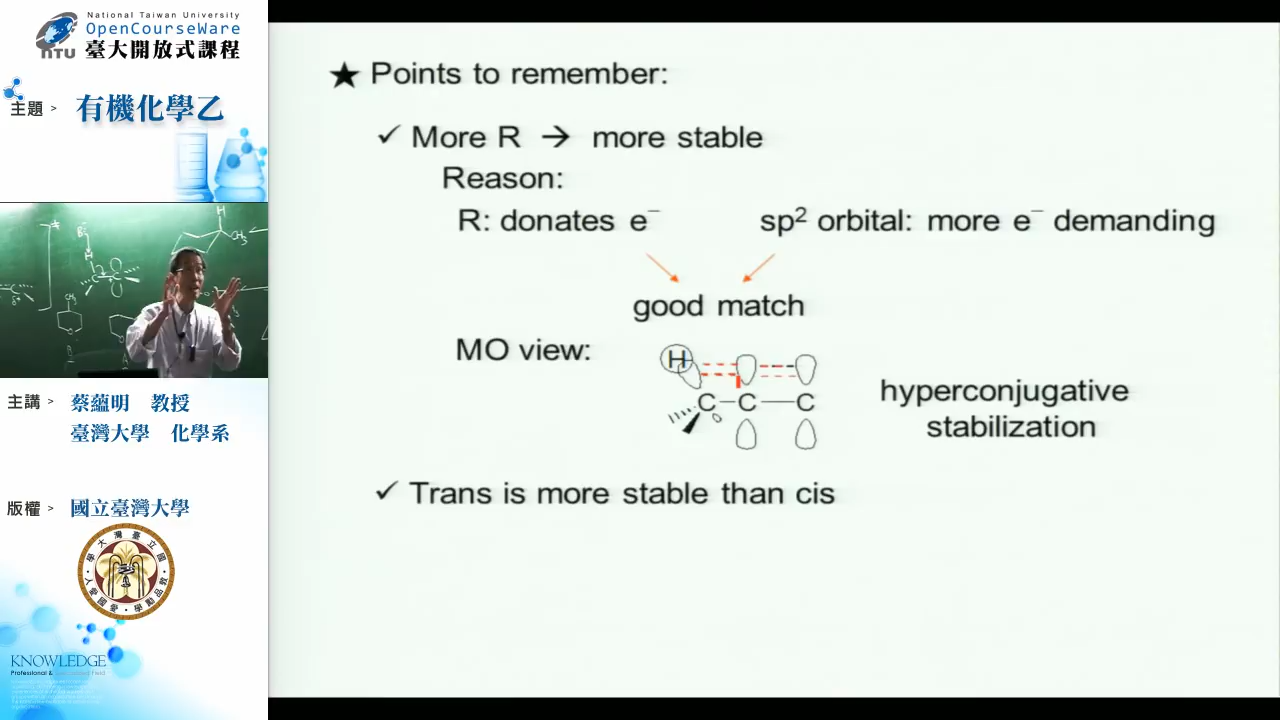 National Taiwan University
OpenCourseWare
臺大開放式課程
NTU
主題 > 有機化學乙
主講 > 蔡蘊明 教授
臺灣大學 化學系
版權 > 國立臺灣大學
KNOWLEDGE
★ Points to remember:
✓ More R → more stable
Reason:
R: donates e⁻ sp² orbital: more e⁻ demanding
good match
MO view:
H
C C C
hyperconjugative
stabilization
✓ Trans is more stable than cis